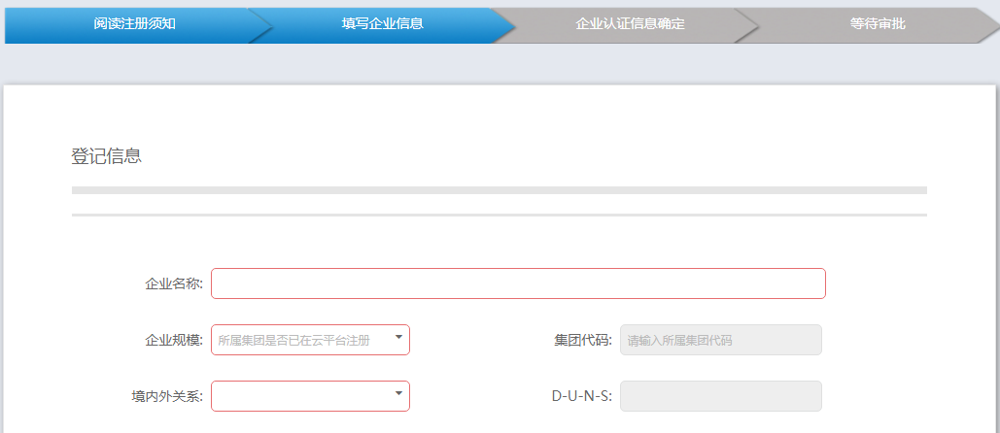 阅读注册须知 填写企业信息 企业认证信息确定 等待审批
登记信息
企业名称:
企业规模: 所属集团是否已在云平台注册 集团代码: 请输入所属集团代码
境内外关系: D-U-N-S: